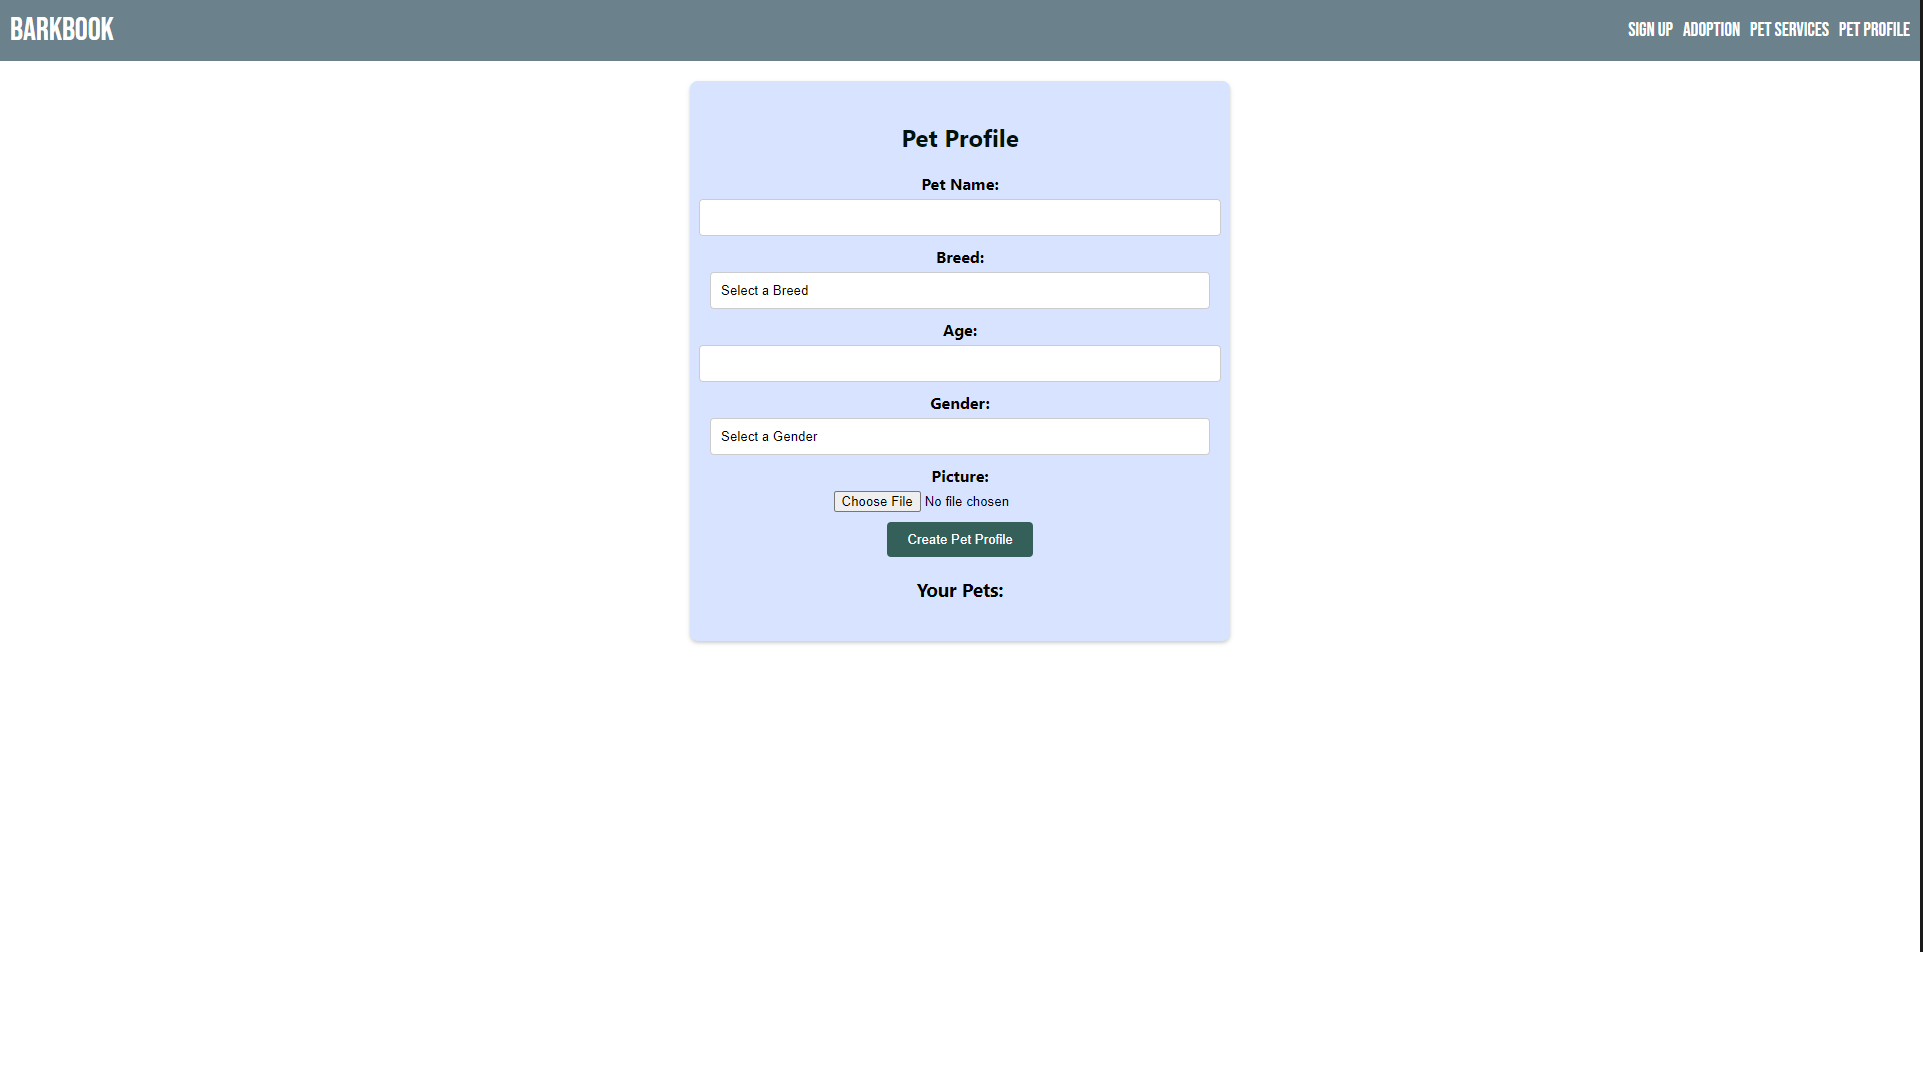 BARKBOOK
SIGN UP ADOPTION PET SERVICES PET PROFILE
Pet Profile
Pet Name:
Breed:
Select a Breed
Age:
Gender:
Select a Gender
Picture:
Choose File No file chosen
Create Pet Profile
Your Pets: